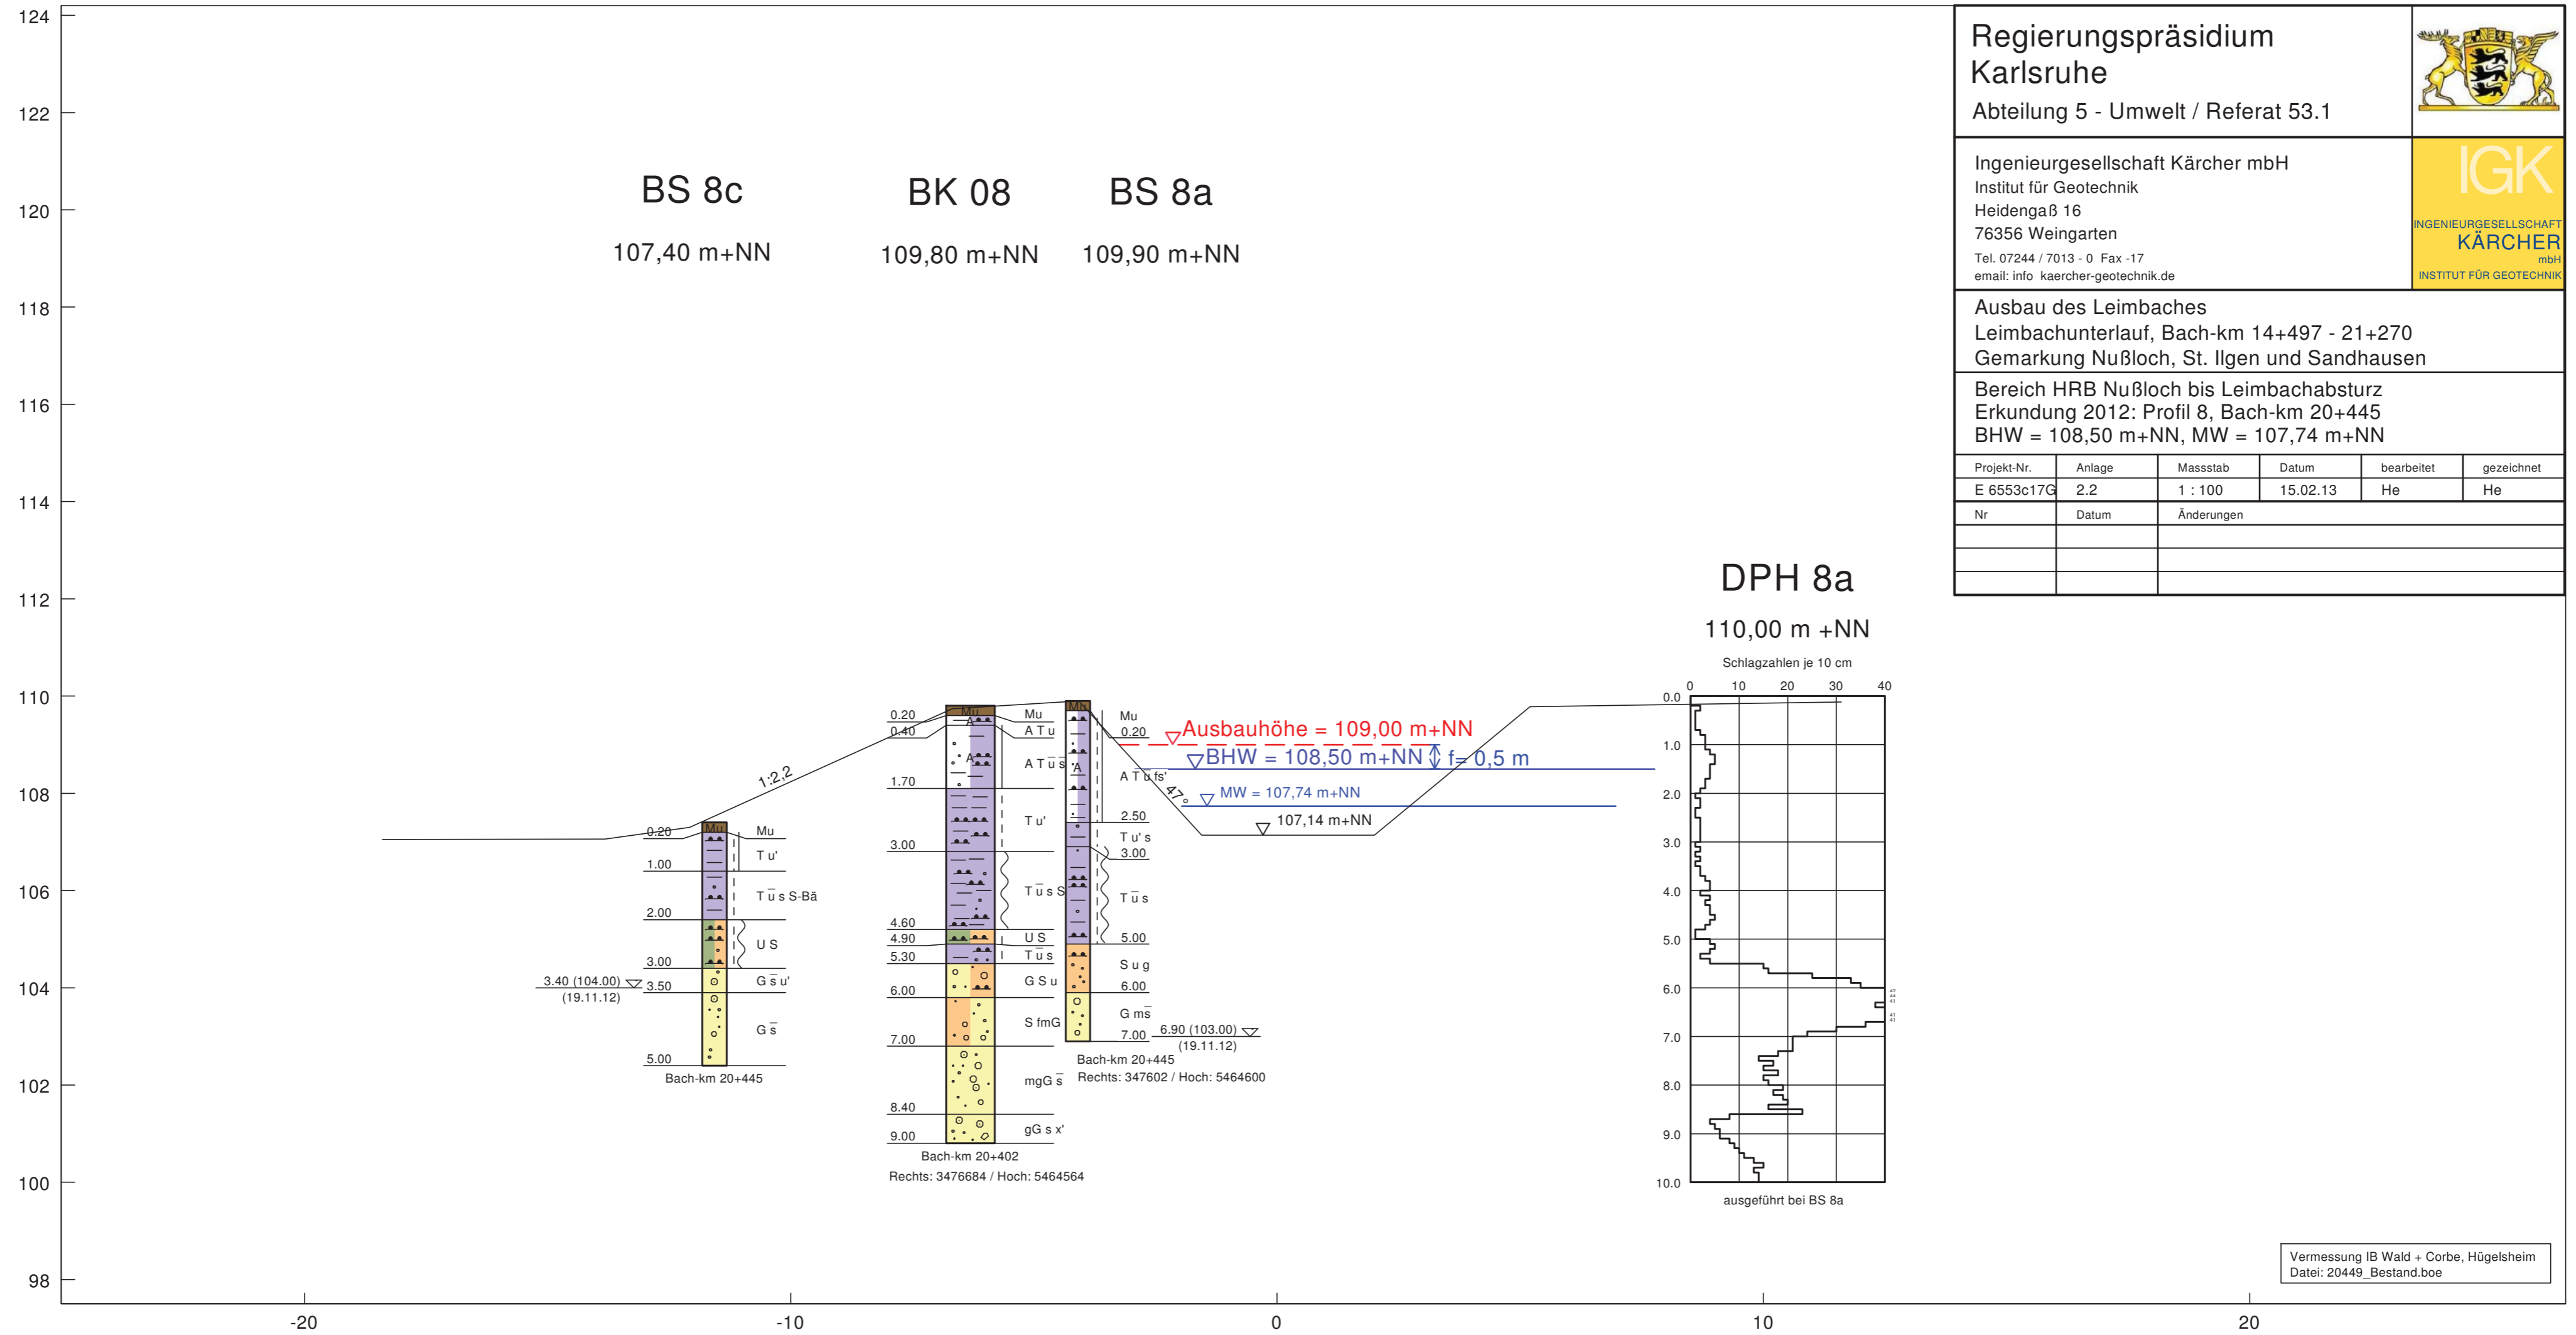 124
122
120
118
116
114
112
110
108
106
104
102
100
98
-20
-10
0
10
20
Regierungspräsidium
Karlsruhe
Abteilung 5 - Umwelt / Referat 53.1
Ingenieurgesellschaft Kärcher mbH
Institut für Geotechnik
Heidengaß 16
76356 Weingarten
Tel. 07244 / 7013 - 0 Fax -17
email: info kaercher-geotechnik.de
IGK
INGENIEURGESELLSCHAFT
KÄRCHER
mbH
INSTITUT FÜR GEOTECHNIK
Ausbau des Leimbaches
Leimbachunterlauf, Bach-km 14+497 - 21+270
Gemarkung Nußloch, St. Ilgen und Sandhausen
Bereich HRB Nußloch bis Leimbachabsturz
Erkundung 2012: Profil 8, Bach-km 20+445
BHW = 108,50 m+NN, MW = 107,74 m+NN
Projekt-Nr. Anlage Massstab Datum bearbeitet gezeichnet
E 6553c17G 2.2 1 : 100 15.02.13 He He
Nr Datum Änderungen
BS 8c
107,40 m+NN
BK 08
109,80 m+NN
BS 8a
109,90 m+NN
1:2,2
Mu
0.20 Mu
T u'
1.00
T u̅ s S-Bä
2.00
U S
3.00
G s̅ u'
3.50
G s̅
5.00
3.40 (104.00)
(19.11.12)
Bach-km 20+445
Mu
A
A
0.20 Mu
0.40 A T u
A T u̅ s
1.70
T u'
3.00
T u̅ s S
4.60
U S
4.90
T u̅ s
5.30
G S u
6.00
S fmG
7.00
mgG s̅
8.40
gG s x'
9.00
Bach-km 20+402
Rechts: 3476684 / Hoch: 5464564
Mu
A
Mu
0.20
A T u̅ fs'
2.50
T u' s
3.00
T u̅ s
5.00
S u g
6.00
G ms̅
7.00
6.90 (103.00)
(19.11.12)
Bach-km 20+445
Rechts: 347602 / Hoch: 5464600
47°
Ausbauhöhe = 109,00 m+NN
BHW = 108,50 m+NN f= 0,5 m
MW = 107,74 m+NN
107,14 m+NN
DPH 8a
110,00 m +NN
Schlagzahlen je 10 cm
0 10 20 30 40
0.0
1.0
2.0
3.0
4.0
5.0
6.0
7.0
8.0
9.0
10.0
ausgeführt bei BS 8a
Vermessung IB Wald + Corbe, Hügelsheim
Datei: 20449_Bestand.boe